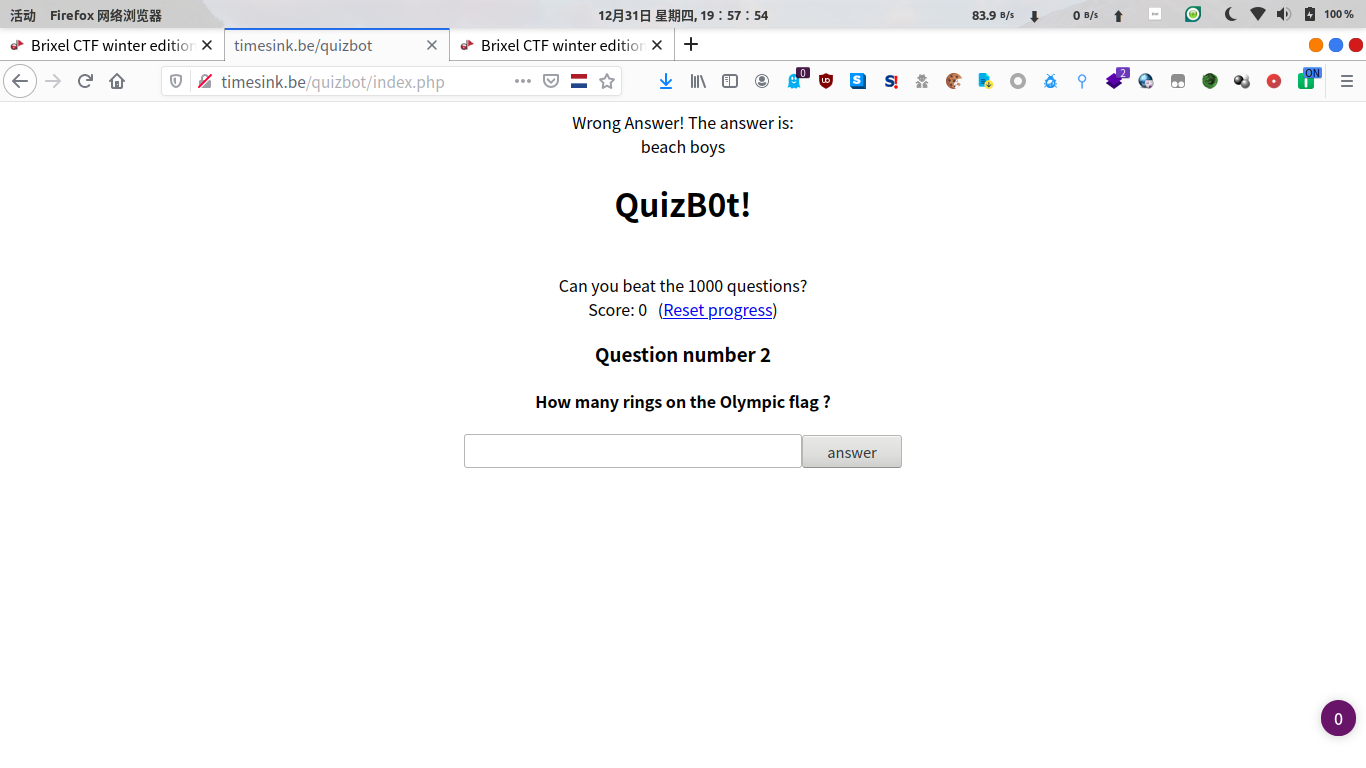 活动 Firefox 网络浏览器 12月31日 星期四, 19∶57∶54 83.9 B/s 0 B/s 100 %
Brixel CTF winter edition timesink.be/quizbot Brixel CTF winter edition
timesink.be/quizbot/index.php 0 2 ON
Wrong Answer! The answer is:
beach boys
QuizB0t!
Can you beat the 1000 questions?
Score: 0 (Reset progress)
Question number 2
How many rings on the Olympic flag ?
answer
0